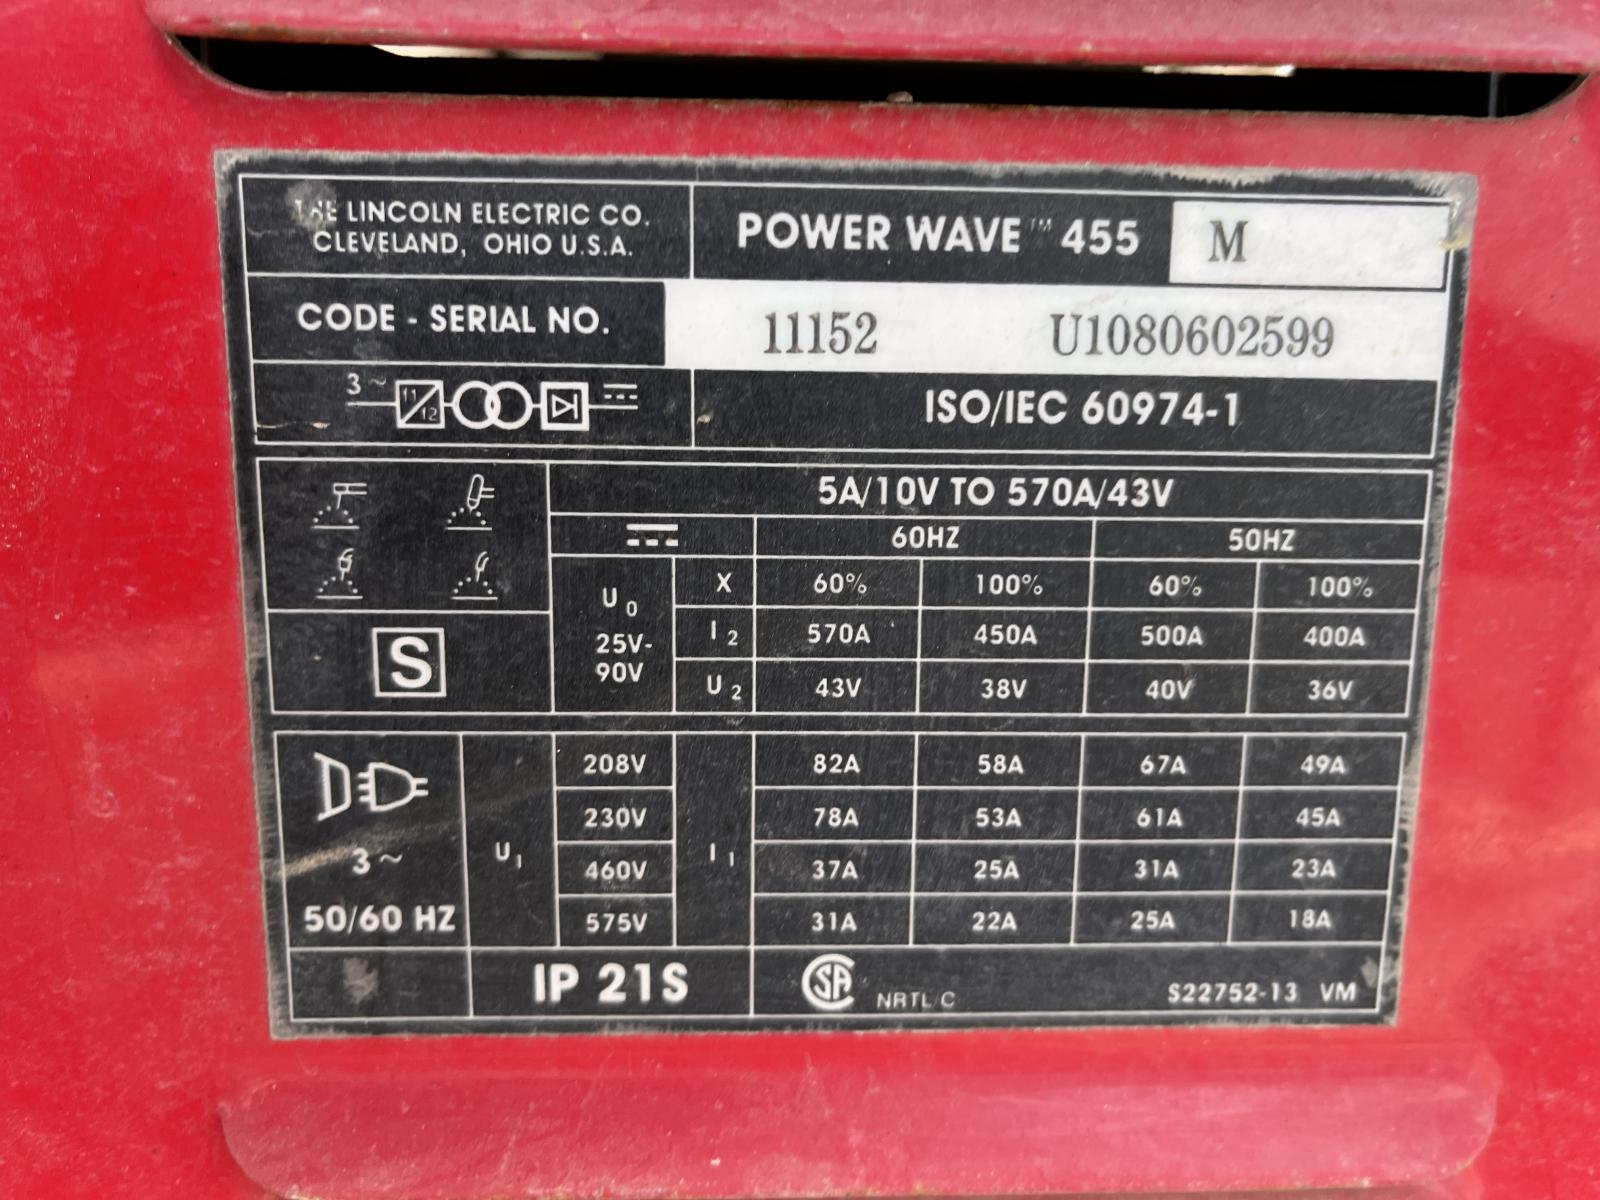 THE LINCOLN ELECTRIC CO.
CLEVELAND, OHIO U.S.A.
POWER WAVE™ 455 M
CODE - SERIAL NO. 11152 U1080602599
3~ 11 12
ISO/IEC 60974-1
5A/10V TO 570A/43V
60HZ 50HZ
U0 25V-90V
X 60% 100% 60% 100%
I2 570A 450A 500A 400A
U2 43V 38V 40V 36V
S
3~
50/60 HZ
U1 I1
208V 82A 58A 67A 49A
230V 78A 53A 61A 45A
460V 37A 25A 31A 23A
575V 31A 22A 25A 18A
IP 21S
SA NRTL/C
S22752-13 VM